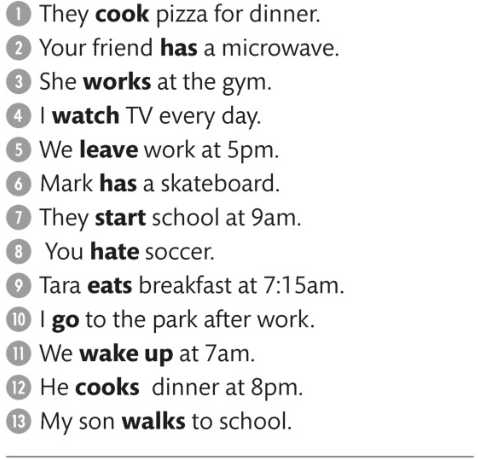 1 They cook pizza for dinner.
2 Your friend has a microwave.
3 She works at the gym.
4 I watch TV every day.
5 We leave work at 5pm.
6 Mark has a skateboard.
7 They start school at 9am.
8 You hate soccer.
9 Tara eats breakfast at 7:15am.
10 I go to the park after work.
11 We wake up at 7am.
12 He cooks dinner at 8pm.
13 My son walks to school.